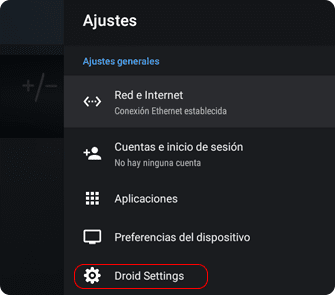 Ajustes
Ajustes generales
Red e Internet
Conexión Ethernet establecida
Cuentas e inicio de sesión
No hay ninguna cuenta
Aplicaciones
Preferencias del dispositivo
Droid Settings
+/-